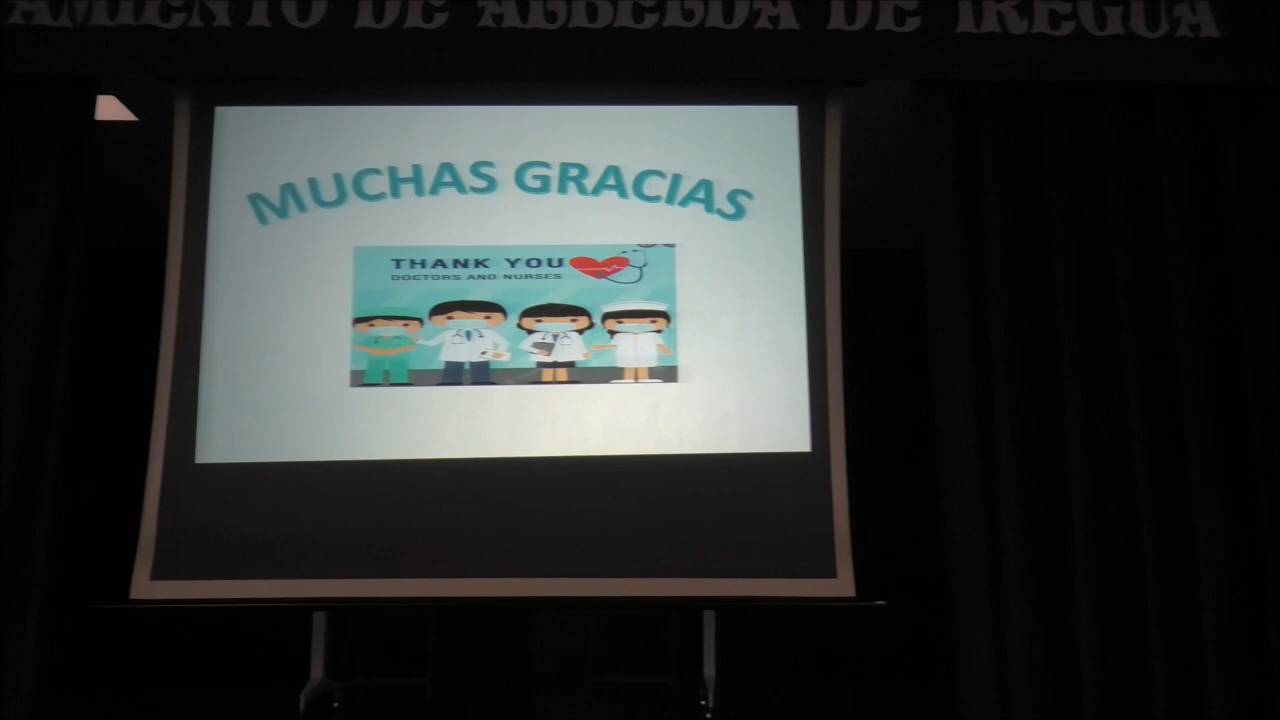 AMIENTO DE ALBELDA DE IREGUA
MUCHAS GRACIAS
THANK YOU
DOCTORS AND NURSES